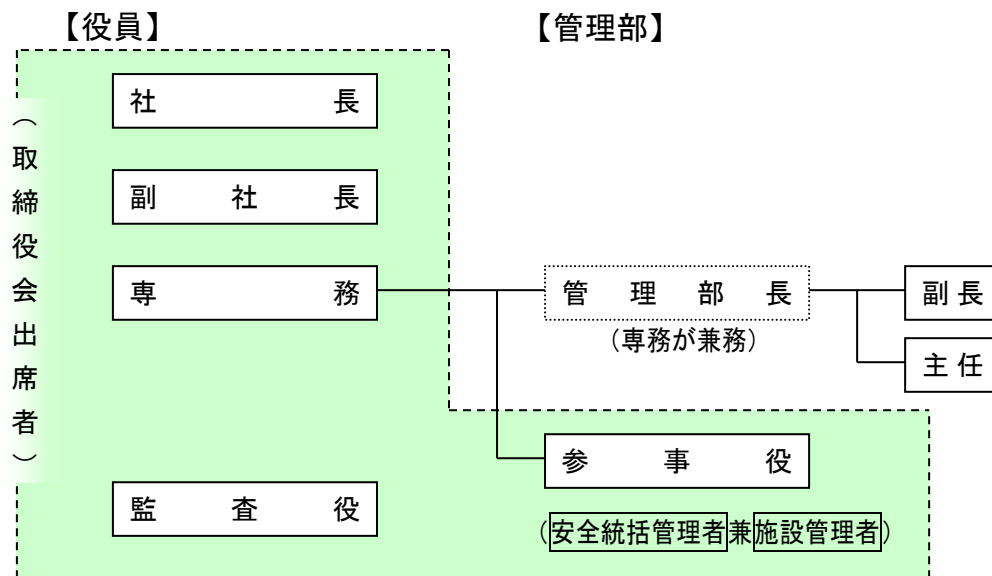 【役員】
【管理部】
（取締役会出席者）
社長
副社長
専務
管理部長
（専務が兼務）
副長
主任
参事役
（安全統括管理者兼施設管理者）
監査役